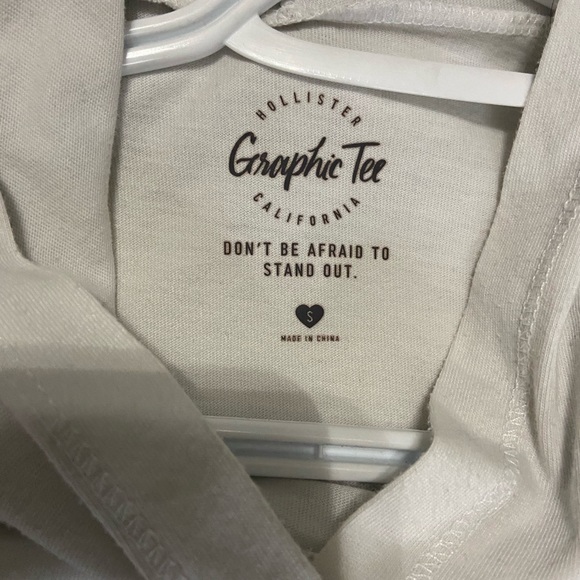 HOLLISTER
Graphic Tee
CALIFORNIA
DON'T BE AFRAID TO
STAND OUT.
S
MADE IN CHINA